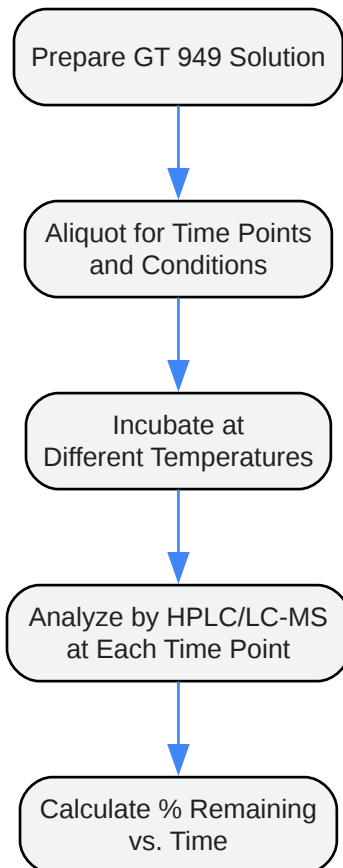 Prepare GT 949 Solution
Aliquot for Time Points
and Conditions
Incubate at
Different Temperatures
Analyze by HPLC/LC-MS
at Each Time Point
Calculate % Remaining
vs. Time